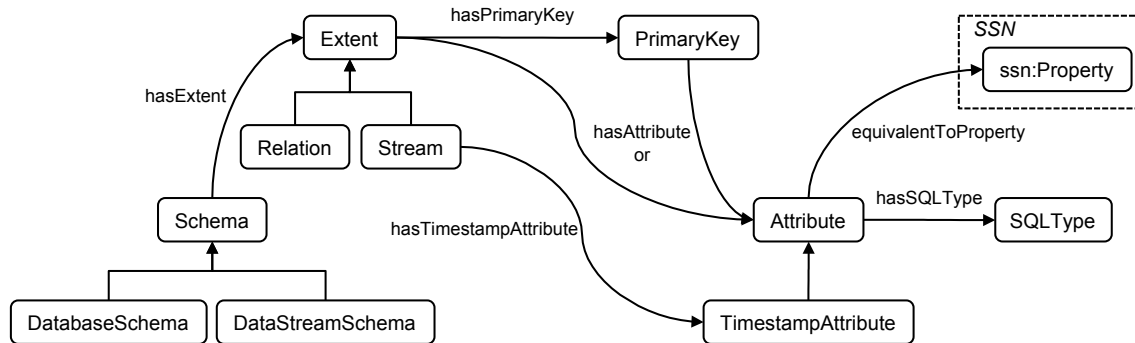 hasPrimaryKey
SSN
Extent
PrimaryKey
ssn:Property
hasExtent
hasAttribute
or
equivalentToProperty
Relation
Stream
hasSQLType
Schema
hasTimestampAttribute
Attribute
SQLType
DatabaseSchema
DataStreamSchema
TimestampAttribute